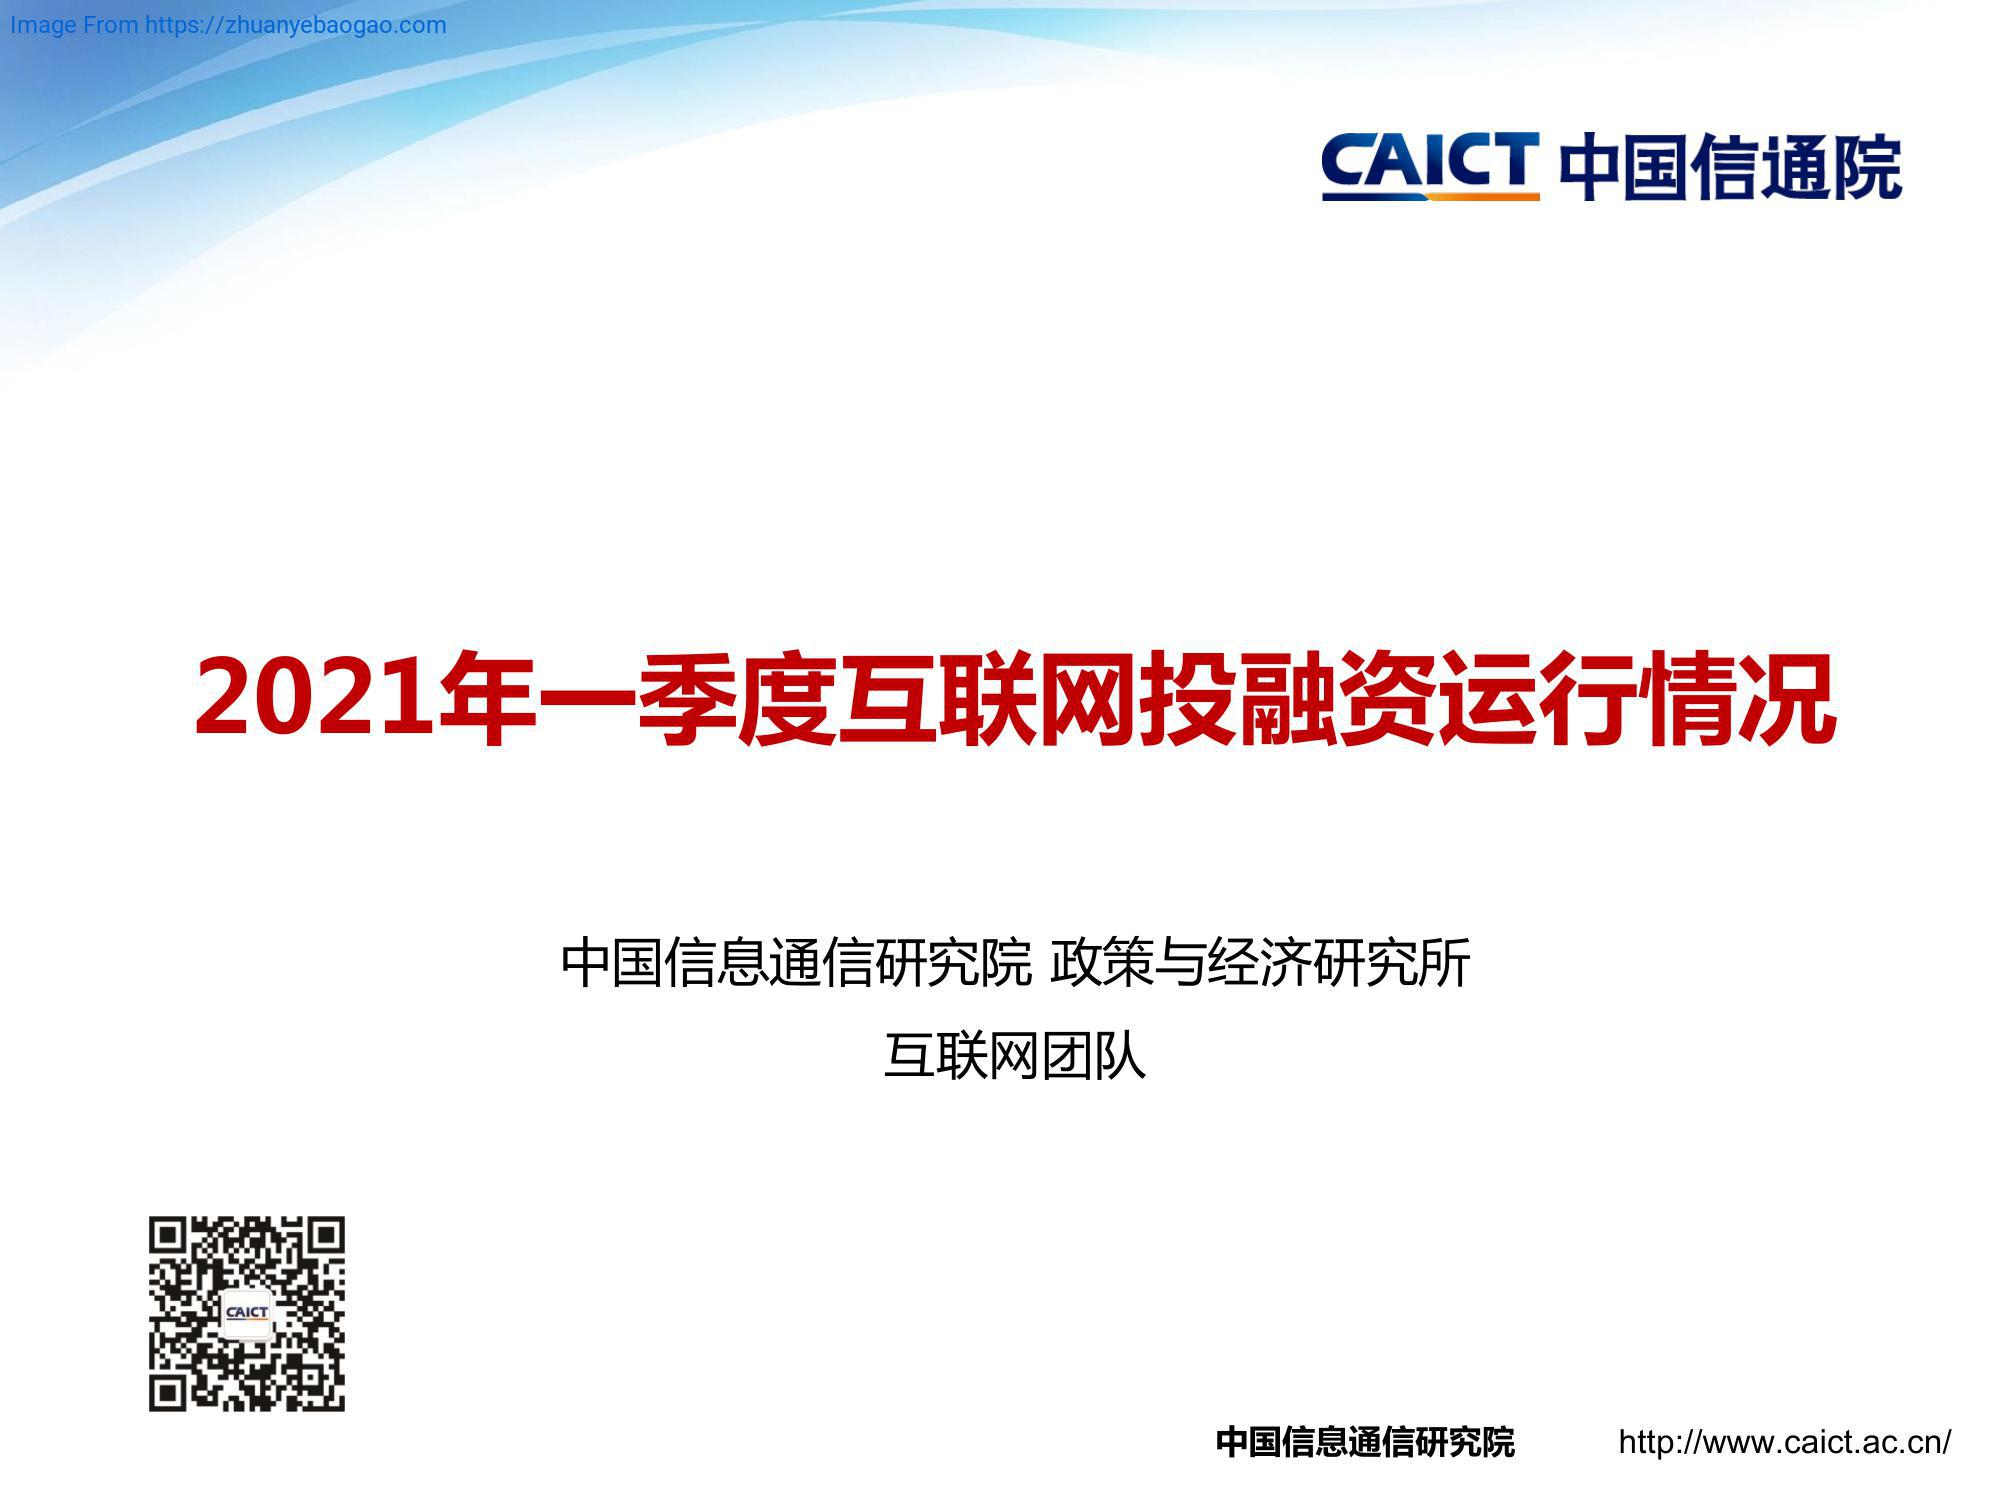 Image From https://zhuanyebaogao.com
CAICT 中国信通院
2021年一季度互联网投融资运行情况
中国信息通信研究院 政策与经济研究所
互联网团队
CAICT
中国信息通信研究院 http://www.caict.ac.cn/